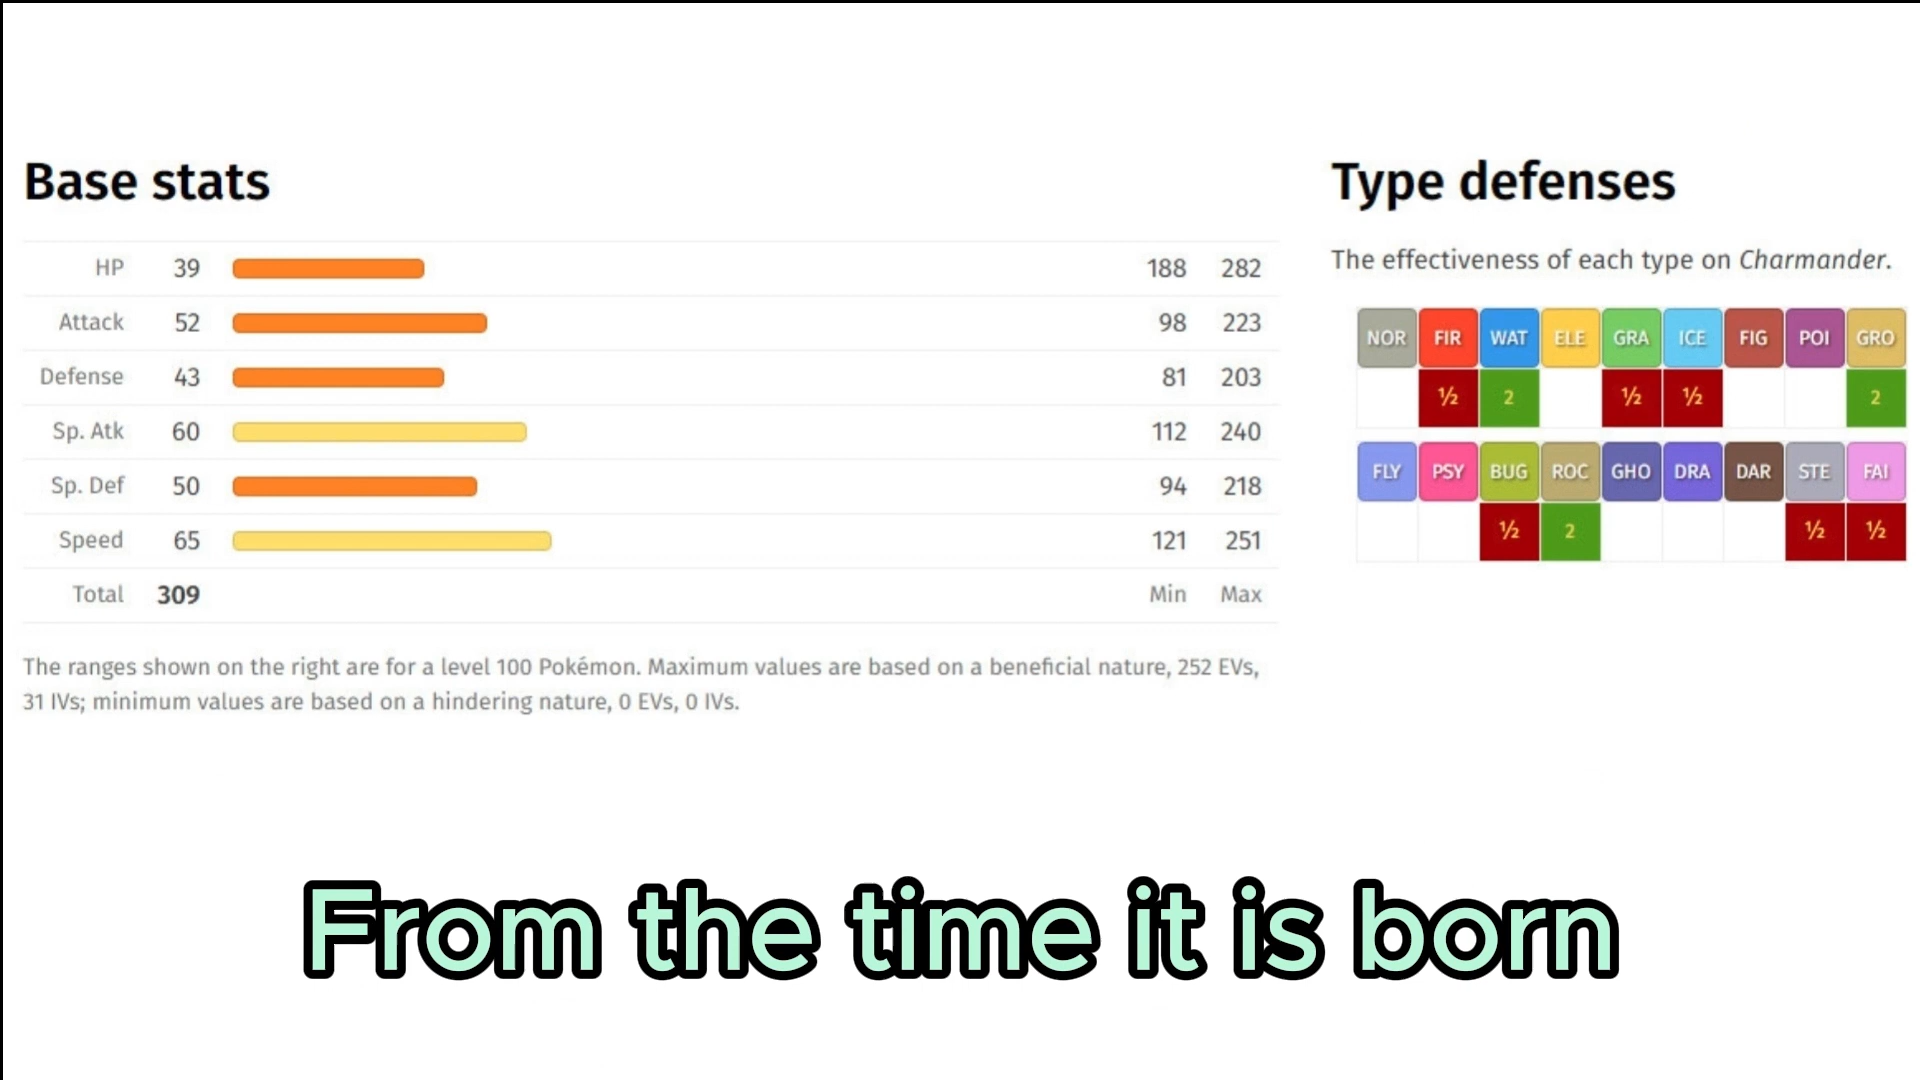 Base stats
HP 39 188 282
Attack 52 98 223
Defense 43 81 203
Sp. Atk 60 112 240
Sp. Def 50 94 218
Speed 65 121 251
Total 309 Min Max
The ranges shown on the right are for a level 100 Pokémon. Maximum values are based on a beneficial nature, 252 EVs,
31 IVs; minimum values are based on a hindering nature, 0 EVs, 0 IVs.
Type defenses
The effectiveness of each type on Charmander.
NOR FIR WAT ELE GRA ICE FIG POI GRO
½ 2 ½ ½ 2
FLY PSY BUG ROC GHO DRA DAR STE FAI
½ 2 ½ ½
From the time it is born